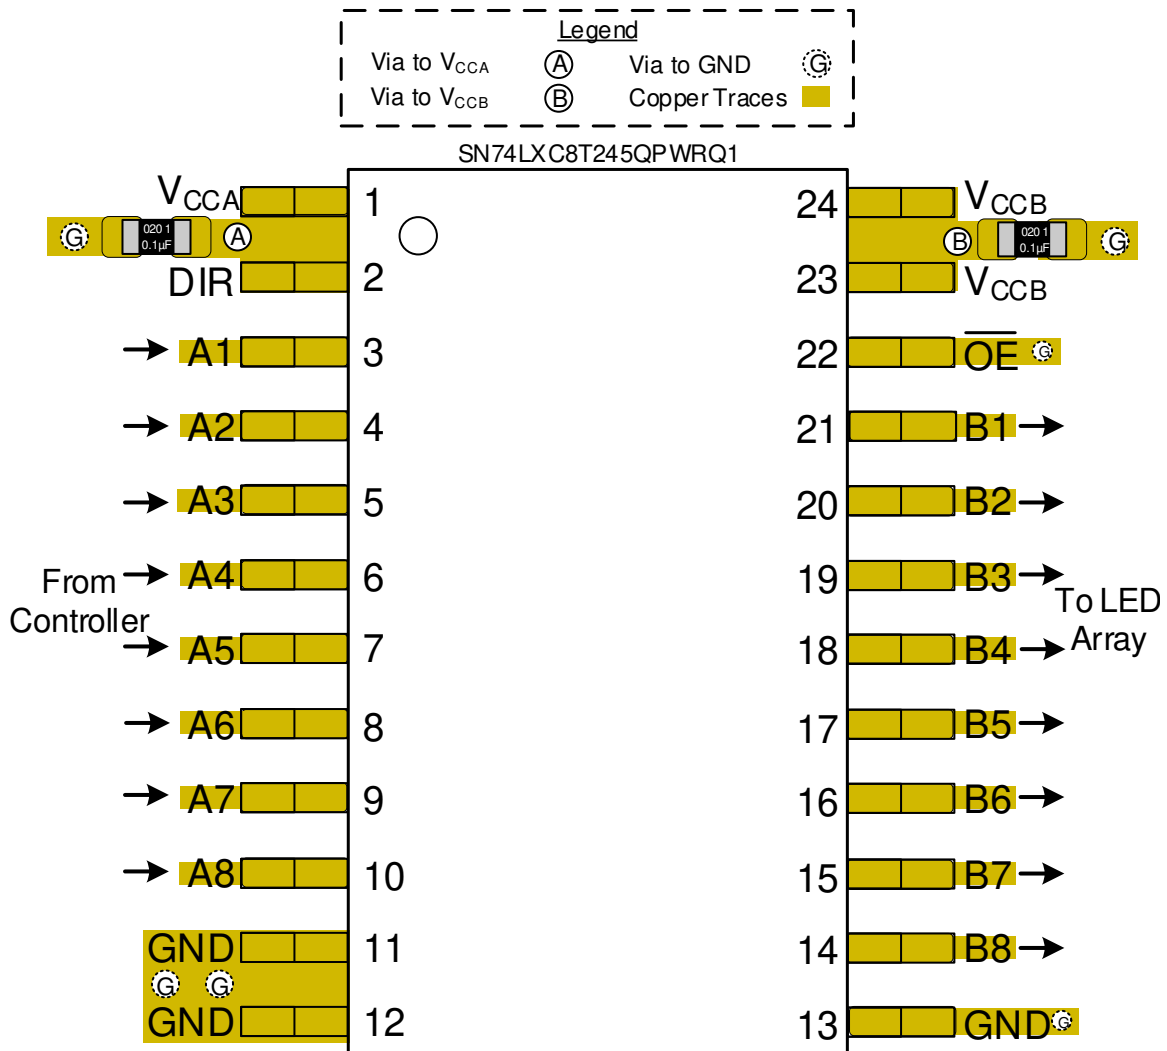 Legend
Via to VCCA A Via to GND G
Via to VCCB B Copper Traces
SN74LXC8T245QPWRQ1
VCCA 1 24 VCCB
G 0201 0.1µF A B 0201 0.1µF G
DIR 2 23 VCCB
A1 3 22 OE G
A2 4 21 B1
A3 5 20 B2
A4 6 19 B3
From Controller
To LED Array
A5 7 18 B4
A6 8 17 B5
A7 9 16 B6
A8 10 15 B7
GND 11 14 B8
G G
GND 12 13 GND G